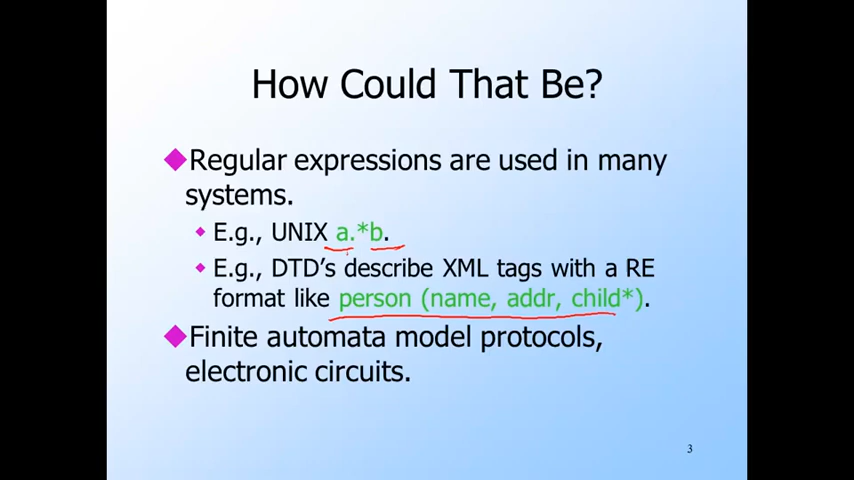 How Could That Be?
Regular expressions are used in many
systems.
E.g., UNIX a.*b.
E.g., DTD's describe XML tags with a RE
format like person (name, addr, child*).
Finite automata model protocols,
electronic circuits.
3